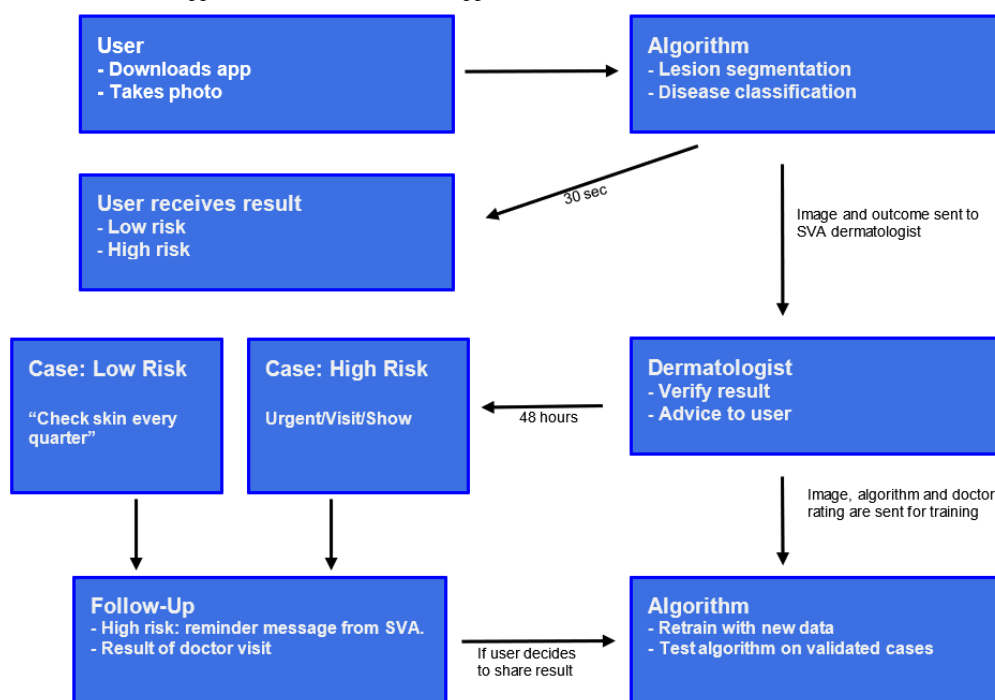 User
- Downloads app
- Takes photo
Algorithm
- Lesion segmentation
- Disease classification
30 sec
User receives result
- Low risk
- High risk
Image and outcome sent to
SVA dermatologist
Case: Low Risk
“Check skin every
quarter”
Case: High Risk
Urgent/Visit/Show
48 hours
Dermatologist
- Verify result
- Advice to user
Image, algorithm and doctor
rating are sent for training
Follow-Up
- High risk: reminder message from SVA.
- Result of doctor visit
If user decides
to share result
Algorithm
- Retrain with new data
- Test algorithm on validated cases